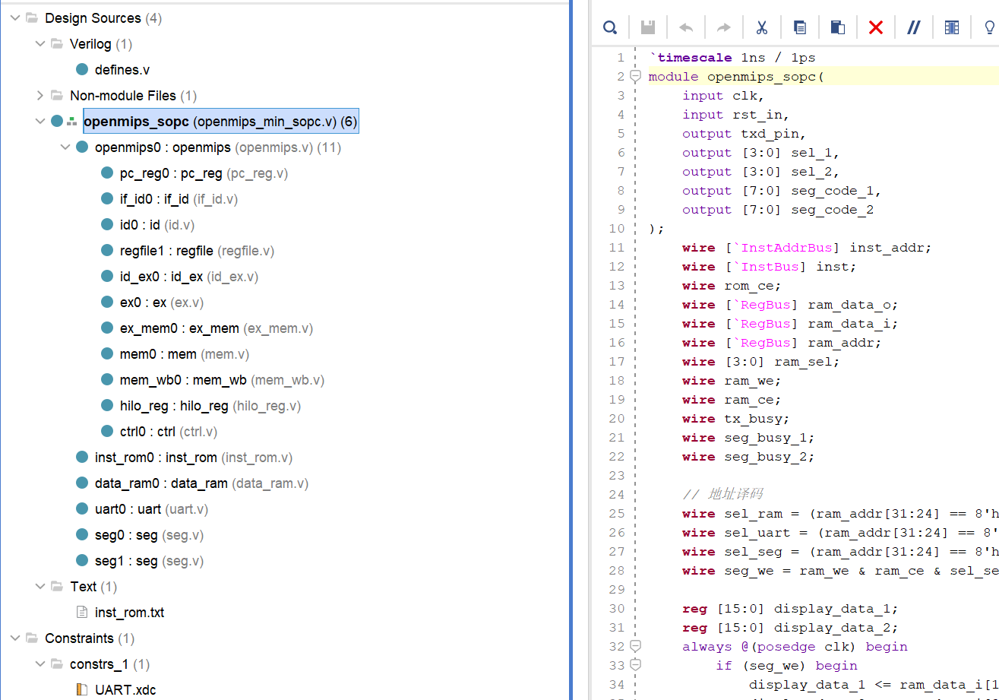 Design Sources (4)
Verilog (1)
defines.v
Non-module Files (1)
openmips_sopc (openmips_min_sopc.v) (6)
openmips0 : openmips (openmips.v) (11)
pc_reg0 : pc_reg (pc_reg.v)
if_id0 : if_id (if_id.v)
id0 : id (id.v)
regfile1 : regfile (regfile.v)
id_ex0 : id_ex (id_ex.v)
ex0 : ex (ex.v)
ex_mem0 : ex_mem (ex_mem.v)
mem0 : mem (mem.v)
mem_wb0 : mem_wb (mem_wb.v)
hilo_reg : hilo_reg (hilo_reg.v)
ctrl0 : ctrl (ctrl.v)
inst_rom0 : inst_rom (inst_rom.v)
data_ram0 : data_ram (data_ram.v)
uart0 : uart (uart.v)
seg0 : seg (seg.v)
seg1 : seg (seg.v)
Text (1)
inst_rom.txt
Constraints (1)
constrs_1 (1)
UART.xdc
1 `timescale 1ns / 1ps
2 module openmips_sopc(
3 input clk,
4 input rst_in,
5 output txd_pin,
6 output [3:0] sel_1,
7 output [3:0] sel_2,
8 output [7:0] seg_code_1,
9 output [7:0] seg_code_2
10 );
11 wire [`InstAddrBus] inst_addr;
12 wire [`InstBus] inst;
13 wire rom_ce;
14 wire [`RegBus] ram_data_o;
15 wire [`RegBus] ram_data_i;
16 wire [`RegBus] ram_addr;
17 wire [3:0] ram_sel;
18 wire ram_we;
19 wire ram_ce;
20 wire tx_busy;
21 wire seg_busy_1;
22 wire seg_busy_2;
23
24 // 地址译码
25 wire sel_ram = (ram_addr[31:24] == 8'h
26 wire sel_uart = (ram_addr[31:24] == 8'
27 wire sel_seg = (ram_addr[31:24] == 8'h
28 wire seg_we = ram_we & ram_ce & sel_se
29
30 reg [15:0] display_data_1;
31 reg [15:0] display_data_2;
32 always @(posedge clk) begin
33 if (seg_we) begin
34 display_data_1 <= ram_data_i[1